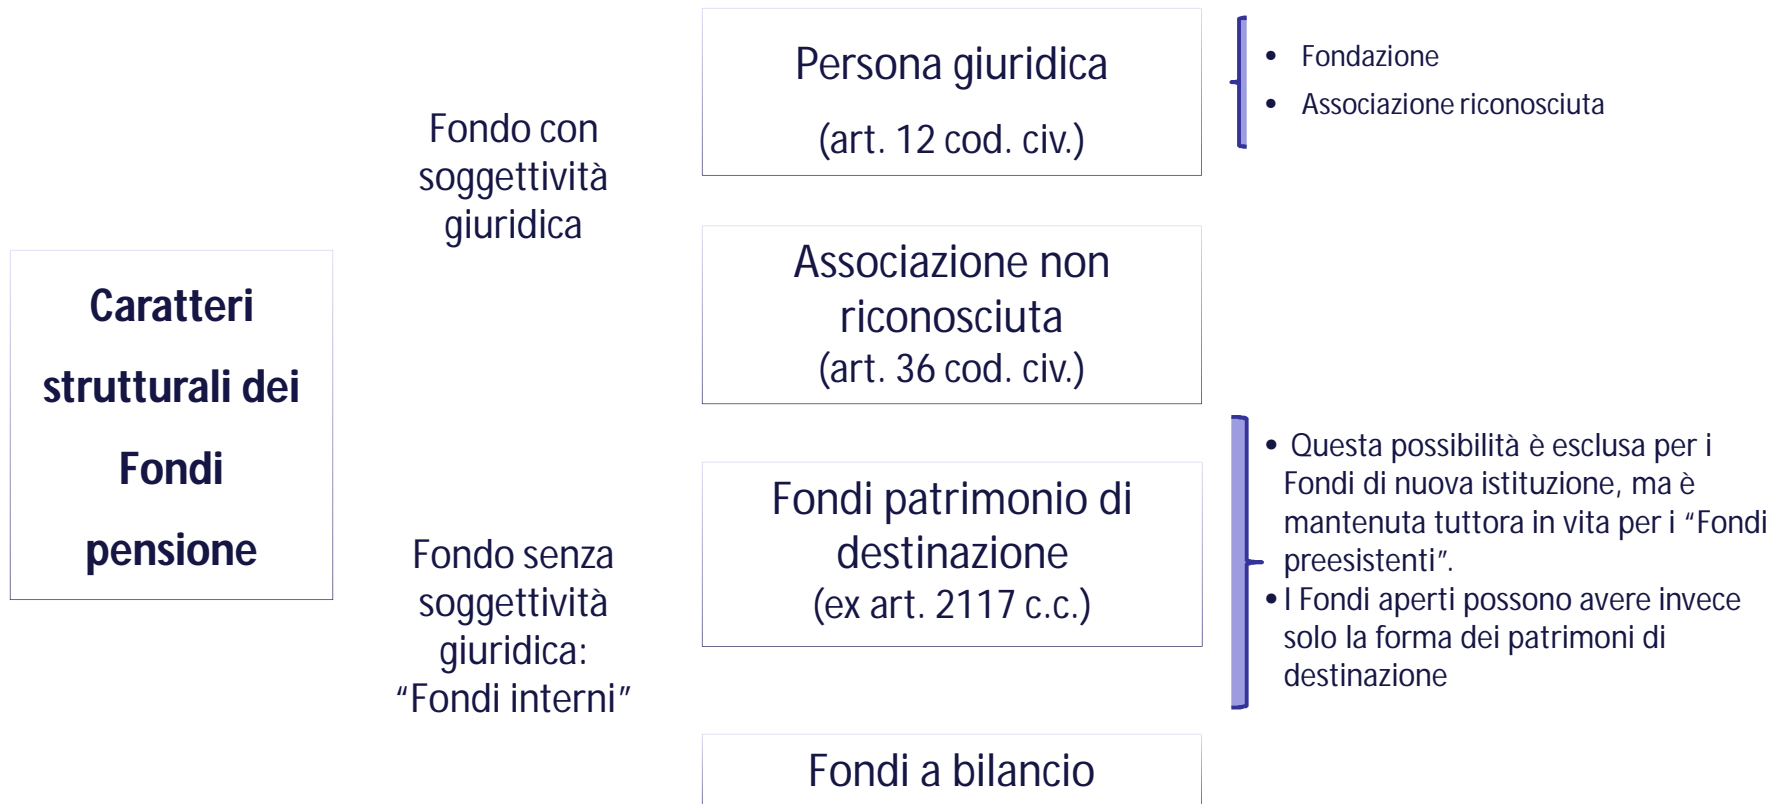 Caratteri
strutturali dei
Fondi
pensione
Fondo con
soggettività
giuridica
Persona giuridica
(art. 12 cod. civ.)
• Fondazione
• Associazione riconosciuta
Associazione non
riconosciuta
(art. 36 cod. civ.)
Fondo senza
soggettività
giuridica:
“Fondi interni”
Fondi patrimonio di
destinazione
(ex art. 2117 c.c.)
• Questa possibilità è esclusa per i
Fondi di nuova istituzione, ma è
mantenuta tuttora in vita per i “Fondi
preesistenti”.
• I Fondi aperti possono avere invece
solo la forma dei patrimoni di
destinazione
Fondi a bilancio